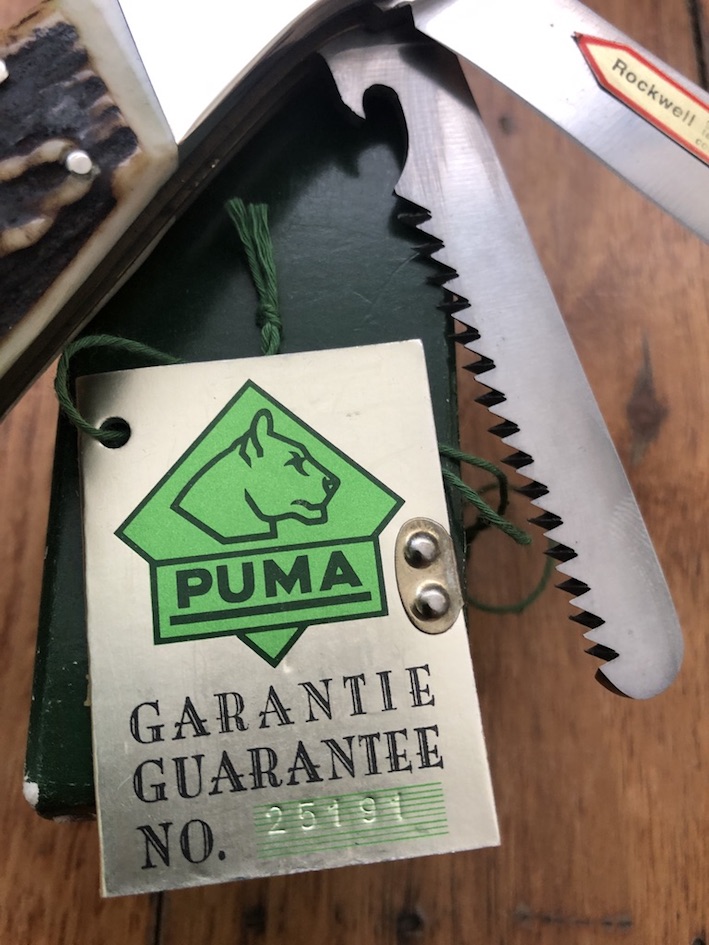 Rockwell
PUMA
GARANTIE
GUARANTEE
NO. 25191